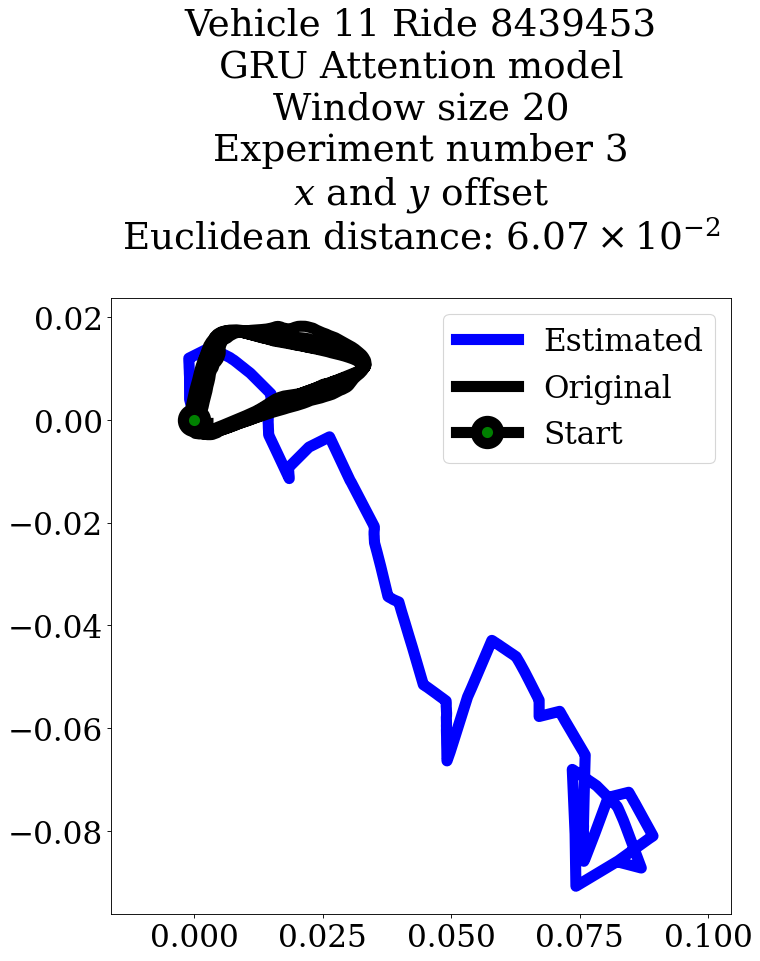 Vehicle 11 Ride 8439453
GRU Attention model
Window size 20
Experiment number 3
x and y offset
Euclidean distance: 6.07 × 10⁻²
Estimated
Original
Start
0.02
0.00
−0.02
−0.04
−0.06
−0.08
0.000 0.025 0.050 0.075 0.100